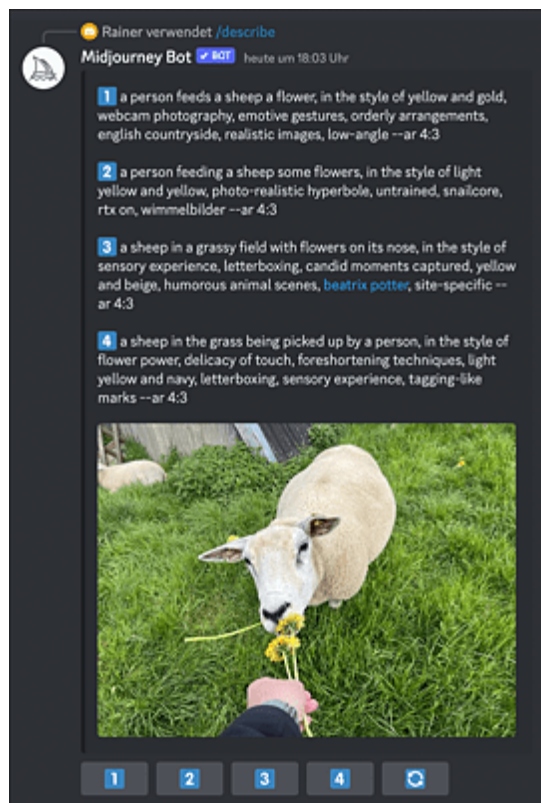 Rainer verwendet /describe
Midjourney Bot ✓ BOT heute um 18:03 Uhr
1 a person feeds a sheep a flower, in the style of yellow and gold,
webcam photography, emotive gestures, orderly arrangements,
english countryside, realistic images, low-angle --ar 4:3
2 a person feeding a sheep some flowers, in the style of light
yellow and yellow, photo-realistic hyperbole, untrained, snailcore,
rtx on, wimmelbilder --ar 4:3
3 a sheep in a grassy field with flowers on its nose, in the style of
sensory experience, letterboxing, candid moments captured, yellow
and beige, humorous animal scenes, beatrix potter, site-specific --
ar 4:3
4 a sheep in the grass being picked up by a person, in the style of
flower power, delicacy of touch, foreshortening techniques, light
yellow and navy, letterboxing, sensory experience, tagging-like
marks --ar 4:3
1 2 3 4